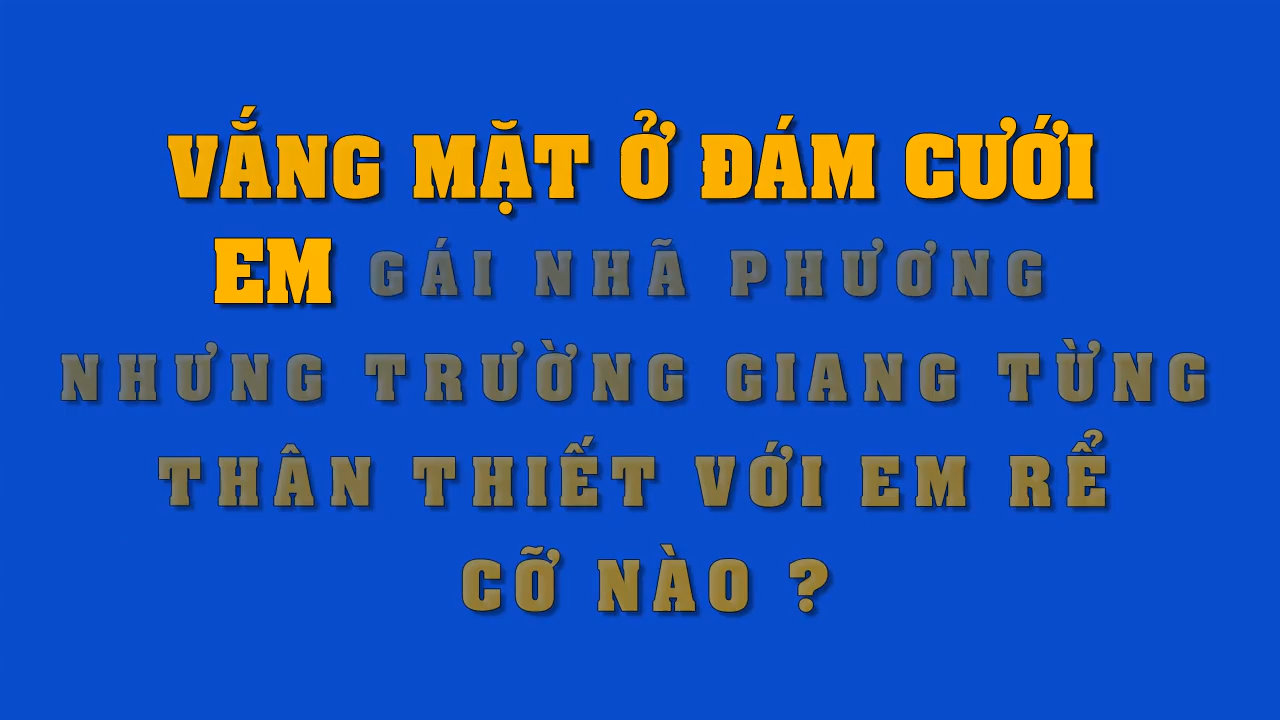 VẮNG MẶT Ở ĐÁM CƯỚI
EM GÁI NHÃ PHƯƠNG
NHƯNG TRƯỜNG GIANG TỪNG
THÂN THIẾT VỚI EM RỂ
CỠ NÀO ?